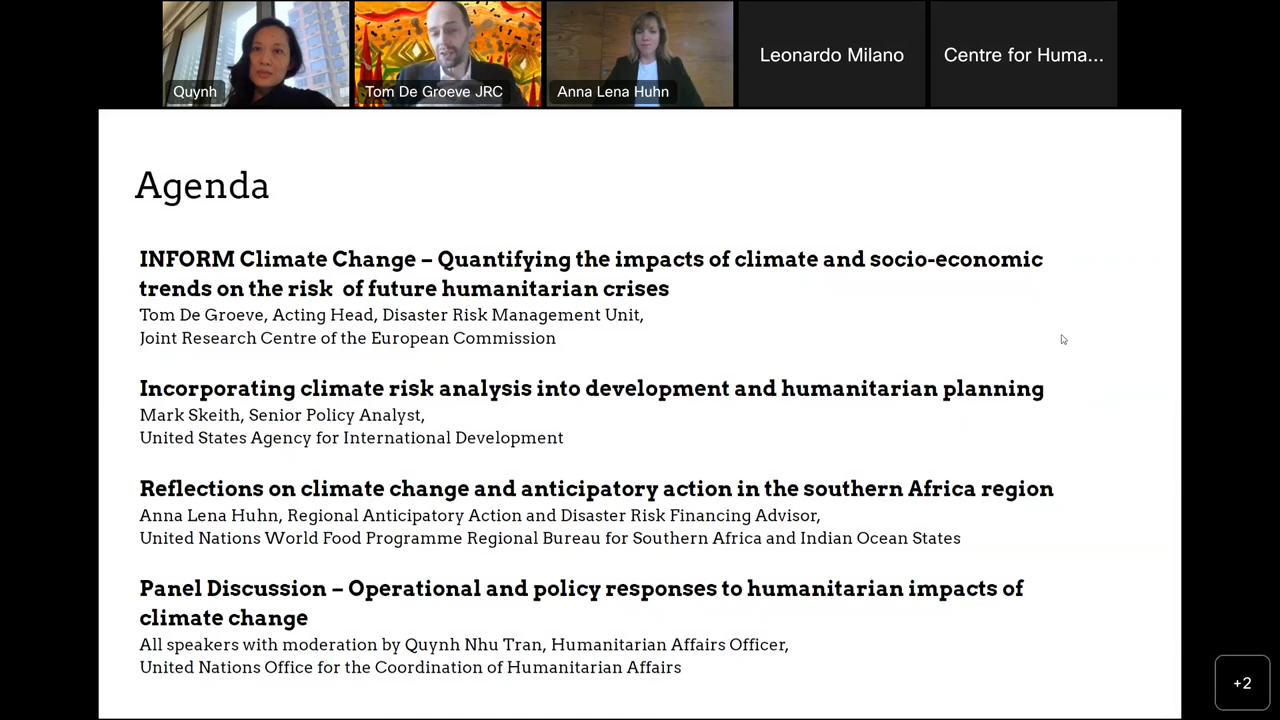 Quynh
Tom De Groeve JRC
Anna Lena Huhn
Leonardo Milano
Centre for Huma...
Agenda
INFORM Climate Change – Quantifying the impacts of climate and socio-economic
trends on the risk of future humanitarian crises
Tom De Groeve, Acting Head, Disaster Risk Management Unit,
Joint Research Centre of the European Commission
Incorporating climate risk analysis into development and humanitarian planning
Mark Skeith, Senior Policy Analyst,
United States Agency for International Development
Reflections on climate change and anticipatory action in the southern Africa region
Anna Lena Huhn, Regional Anticipatory Action and Disaster Risk Financing Advisor,
United Nations World Food Programme Regional Bureau for Southern Africa and Indian Ocean States
Panel Discussion – Operational and policy responses to humanitarian impacts of
climate change
All speakers with moderation by Quynh Nhu Tran, Humanitarian Affairs Officer,
United Nations Office for the Coordination of Humanitarian Affairs
+2